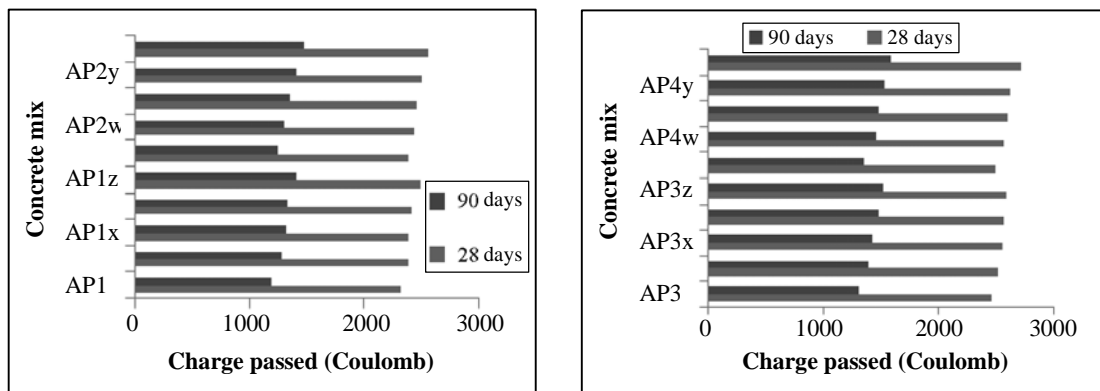 AP2y
AP2w
AP1z
AP1x
AP1
Concrete mix
90 days
28 days
0 1000 2000 3000
Charge passed (Coulomb)
90 days 28 days
AP4y
AP4w
AP3z
AP3x
AP3
Concrete mix
0 1000 2000 3000
Charge passed (Coulomb)